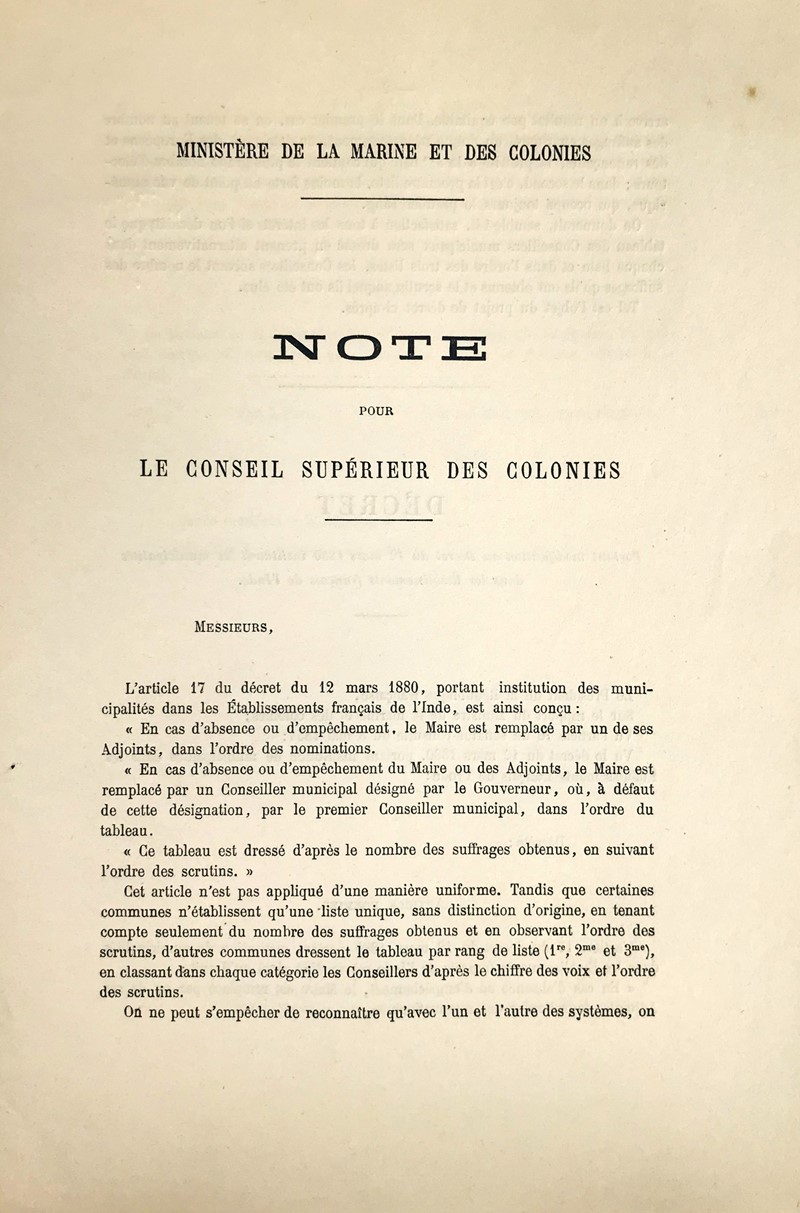 MINISTÈRE DE LA MARINE ET DES COLONIES
NOTE
POUR
LE CONSEIL SUPÉRIEUR DES COLONIES
MESSIEURS,
L'article 17 du décret du 12 mars 1880, portant institution des muni-
cipalités dans les Établissements français de l'Inde, est ainsi conçu :
« En cas d'absence ou d'empêchement, le Maire est remplacé par un de ses
Adjoints, dans l'ordre des nominations.
« En cas d'absence ou d'empêchement du Maire ou des Adjoints, le Maire est
remplacé par un Conseiller municipal désigné par le Gouverneur, où, à défaut
de cette désignation, par le premier Conseiller municipal, dans l'ordre du
tableau.
« Ce tableau est dressé d'après le nombre des suffrages obtenus, en suivant
l'ordre des scrutins. »
Cet article n'est pas appliqué d'une manière uniforme. Tandis que certaines
communes n'établissent qu'une liste unique, sans distinction d'origine, en tenant
compte seulement du nombre des suffrages obtenus et en observant l'ordre des
scrutins, d'autres communes dressent le tableau par rang de liste (1re, 2me et 3me),
en classant dans chaque catégorie les Conseillers d'après le chiffre des voix et l'ordre
des scrutins.
On ne peut s'empêcher de reconnaître qu'avec l'un et l'autre des systèmes, on